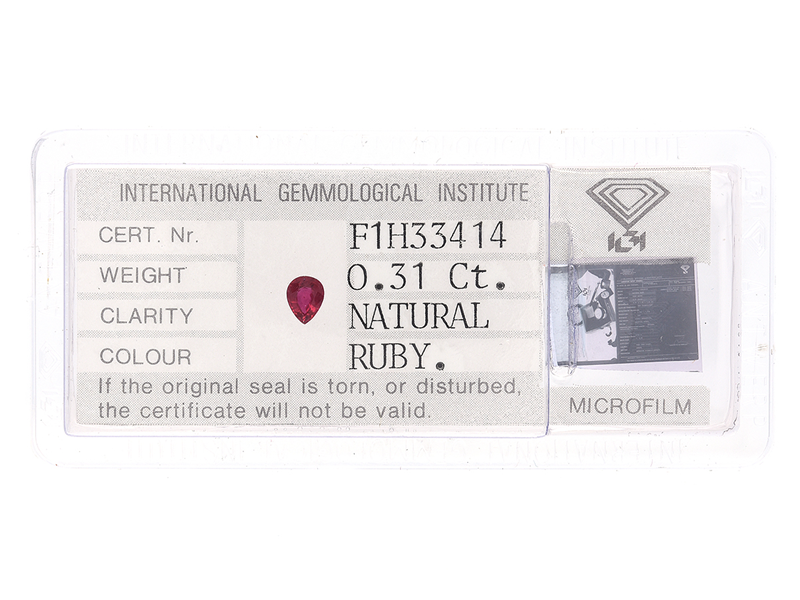 INTERNATIONAL GEMMOLOGICAL INSTITUTE
CERT. Nr. F1H33414
WEIGHT 0.31 Ct.
CLARITY NATURAL
COLOUR RUBY.
If the original seal is torn, or disturbed,
the certificate will not be valid.
IGI
MICROFILM